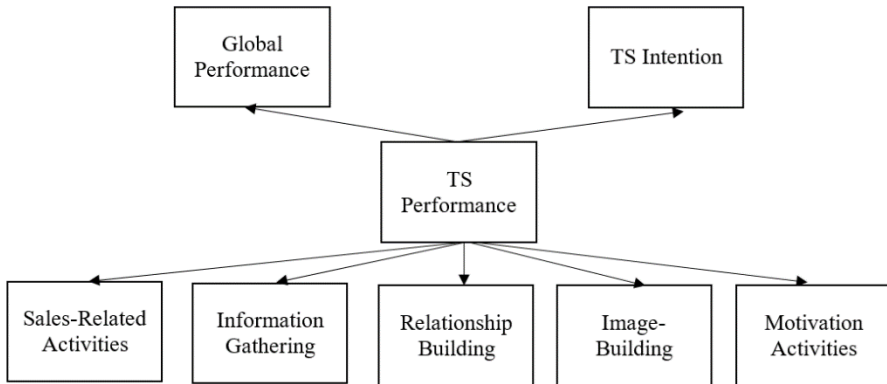 Global
Performance
TS Intention
TS
Performance
Sales-Related
Activities
Information
Gathering
Relationship
Building
Image-
Building
Motivation
Activities